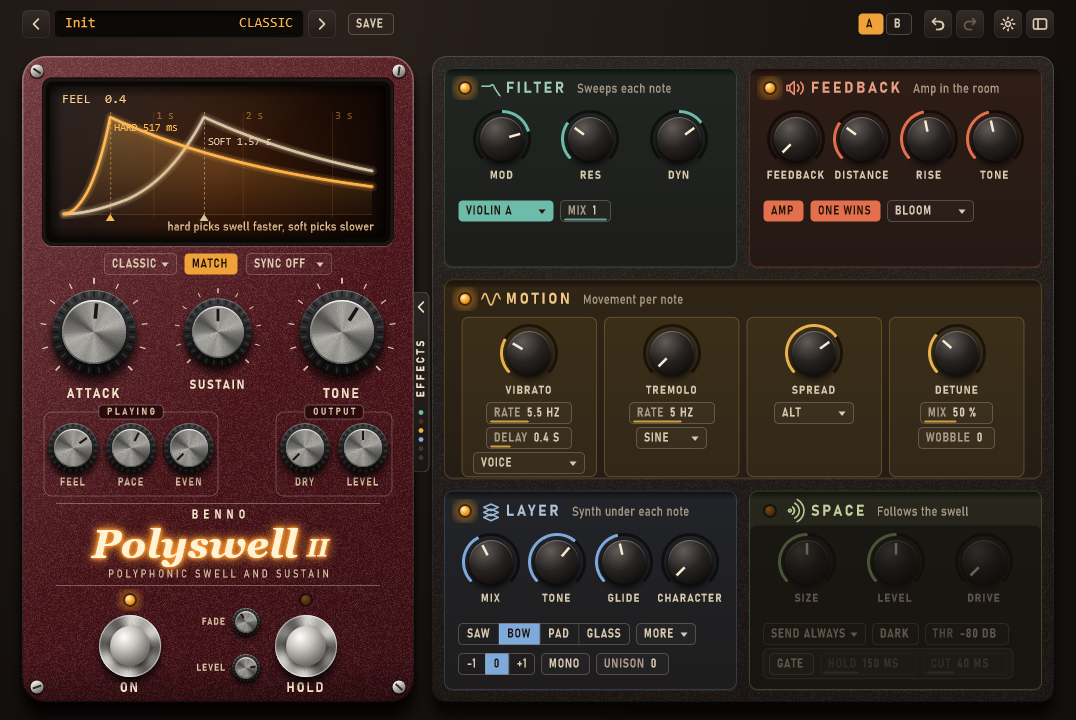 Init CLASSIC
SAVE
A B
FEEL 0.4
1 s 2 s 3 s
HARD 517 ms
SOFT 1.57 s
hard picks swell faster, soft picks slower
CLASSIC MATCH SYNC OFF
ATTACK SUSTAIN TONE
PLAYING OUTPUT
FEEL PACE EVEN DRY LEVEL
BENNO
Polyswell II
POLYPHONIC SWELL AND SUSTAIN
FADE
LEVEL
ON HOLD
EFFECTS
FILTER Sweeps each note
MOD RES DYN
VIOLIN A MIX 1
FEEDBACK Amp in the room
FEEDBACK DISTANCE RISE TONE
AMP ONE WINS BLOOM
MOTION Movement per note
VIBRATO TREMOLO SPREAD DETUNE
RATE 5.5 HZ RATE 5 HZ ALT MIX 50 %
DELAY 0.4 S SINE WOBBLE 0
VOICE
LAYER Synth under each note
MIX TONE GLIDE CHARACTER
SAW BOW PAD GLASS MORE
-1 0 +1 MONO UNISON 0
SPACE Follows the swell
SIZE LEVEL DRIVE
SEND ALWAYS DARK THR -80 DB
GATE HOLD 150 MS CUT 40 MS